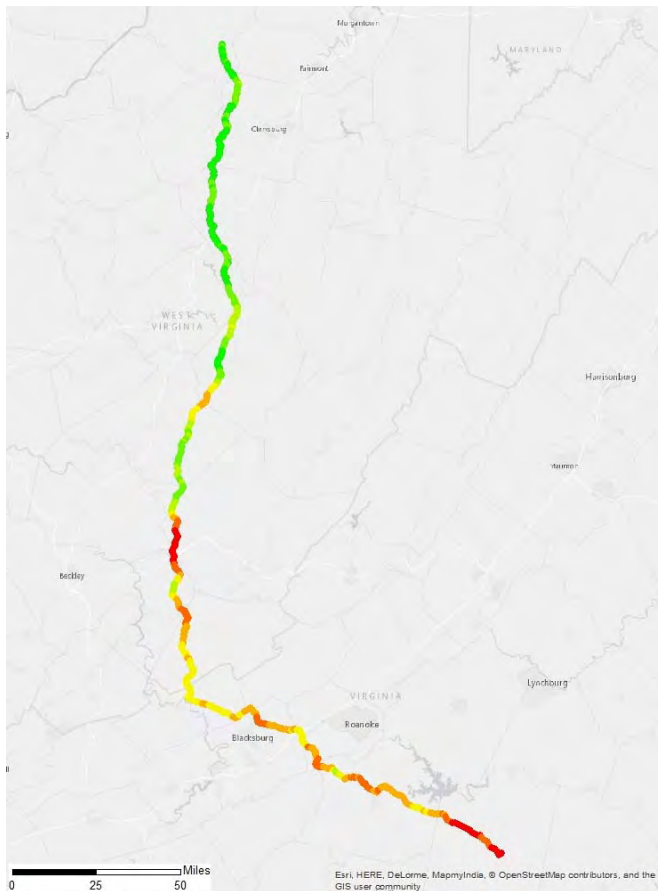 Morgantown
MARYLAND
Fairmont
Clarksburg
WEST
VIRGINIA
Harrisonburg
Staunton
Beckley
Lynchburg
VIRGINIA
Roanoke
Blacksburg
Miles
0 25 50
Esri, HERE, DeLorme, MapmyIndia, © OpenStreetMap contributors, and the
GIS user community